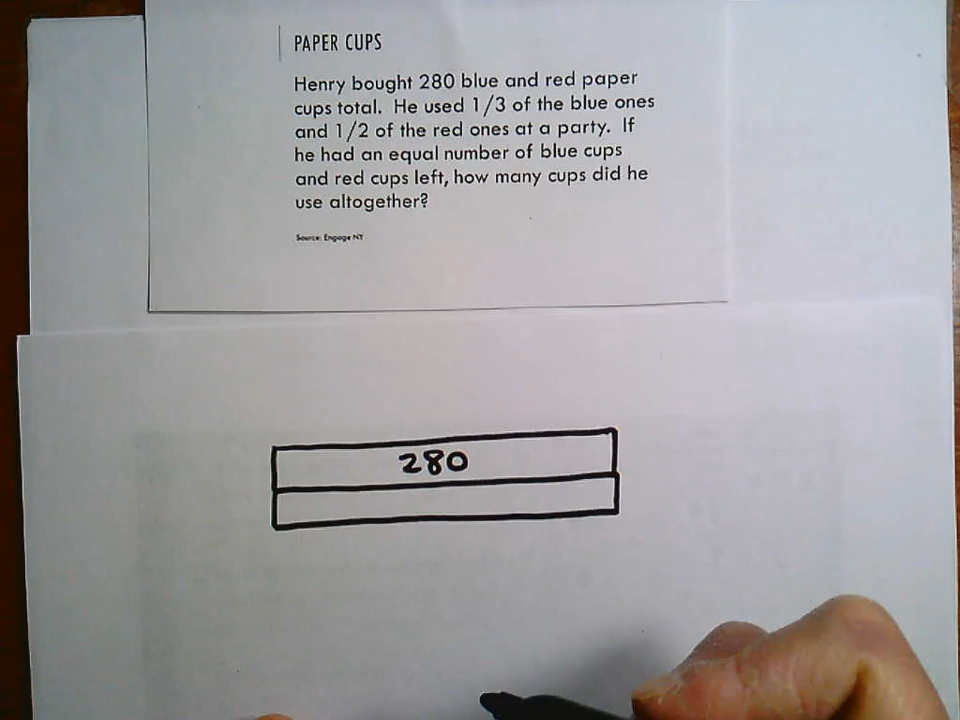 PAPER CUPS
Henry bought 280 blue and red paper
cups total. He used 1/3 of the blue ones
and 1/2 of the red ones at a party. If
he had an equal number of blue cups
and red cups left, how many cups did he
use altogether?
Source: Engage NY
280